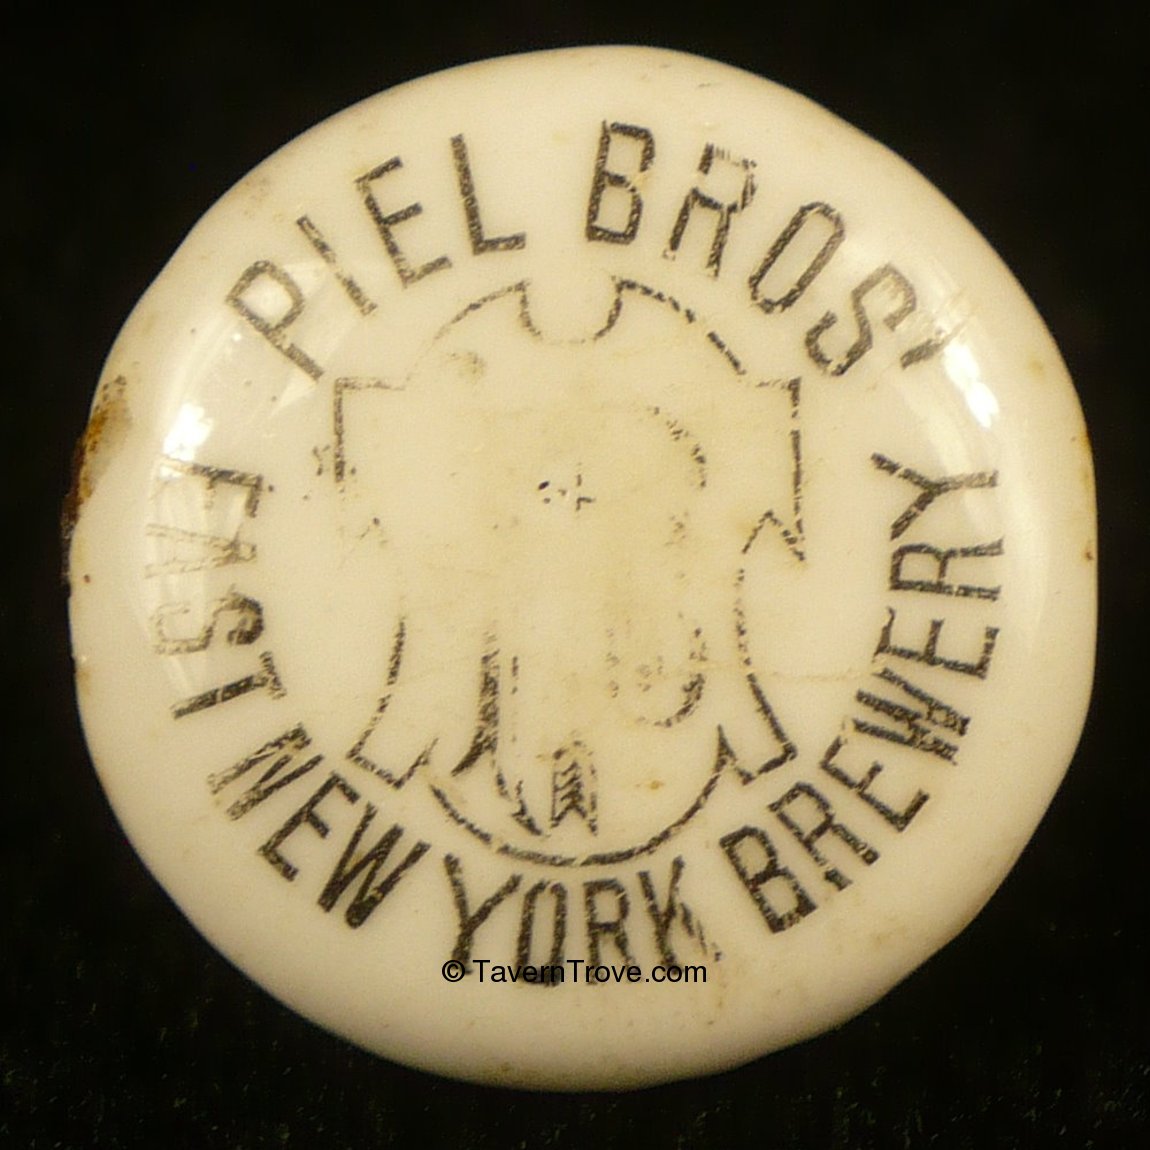 PIEL BROS'
EAST NEW YORK BREWERY
© TavernTrove.com